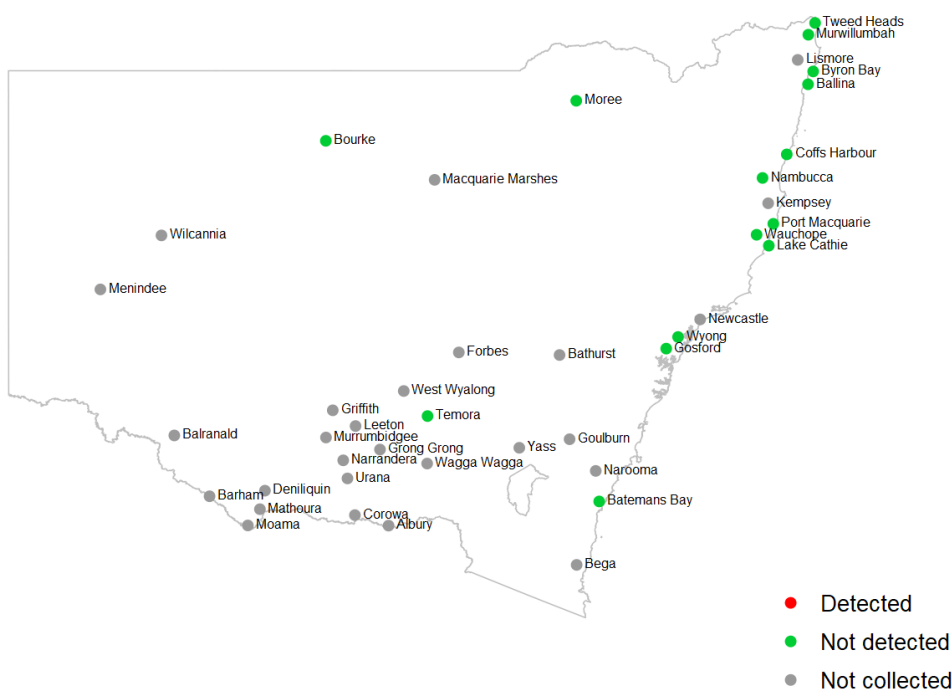 Tweed Heads
Murwillumbah
Lismore
Byron Bay
Ballina
Moree
Bourke
Coffs Harbour
Macquarie Marshes
Nambucca
Kempsey
Port Macquarie
Wilcannia
Wauchope
Lake Cathie
Menindee
Newcastle
Wyong
Gosford
Forbes
Bathurst
West Wyalong
Griffith
Temora
Leeton
Balranald
Murrumbidgee
Goulburn
Grong Grong
Yass
Narrandera
Wagga Wagga
Narooma
Urana
Deniliquin
Barham
Batemans Bay
Mathoura
Corowa
Moama
Albury
Bega
Detected
Not detected
Not collected